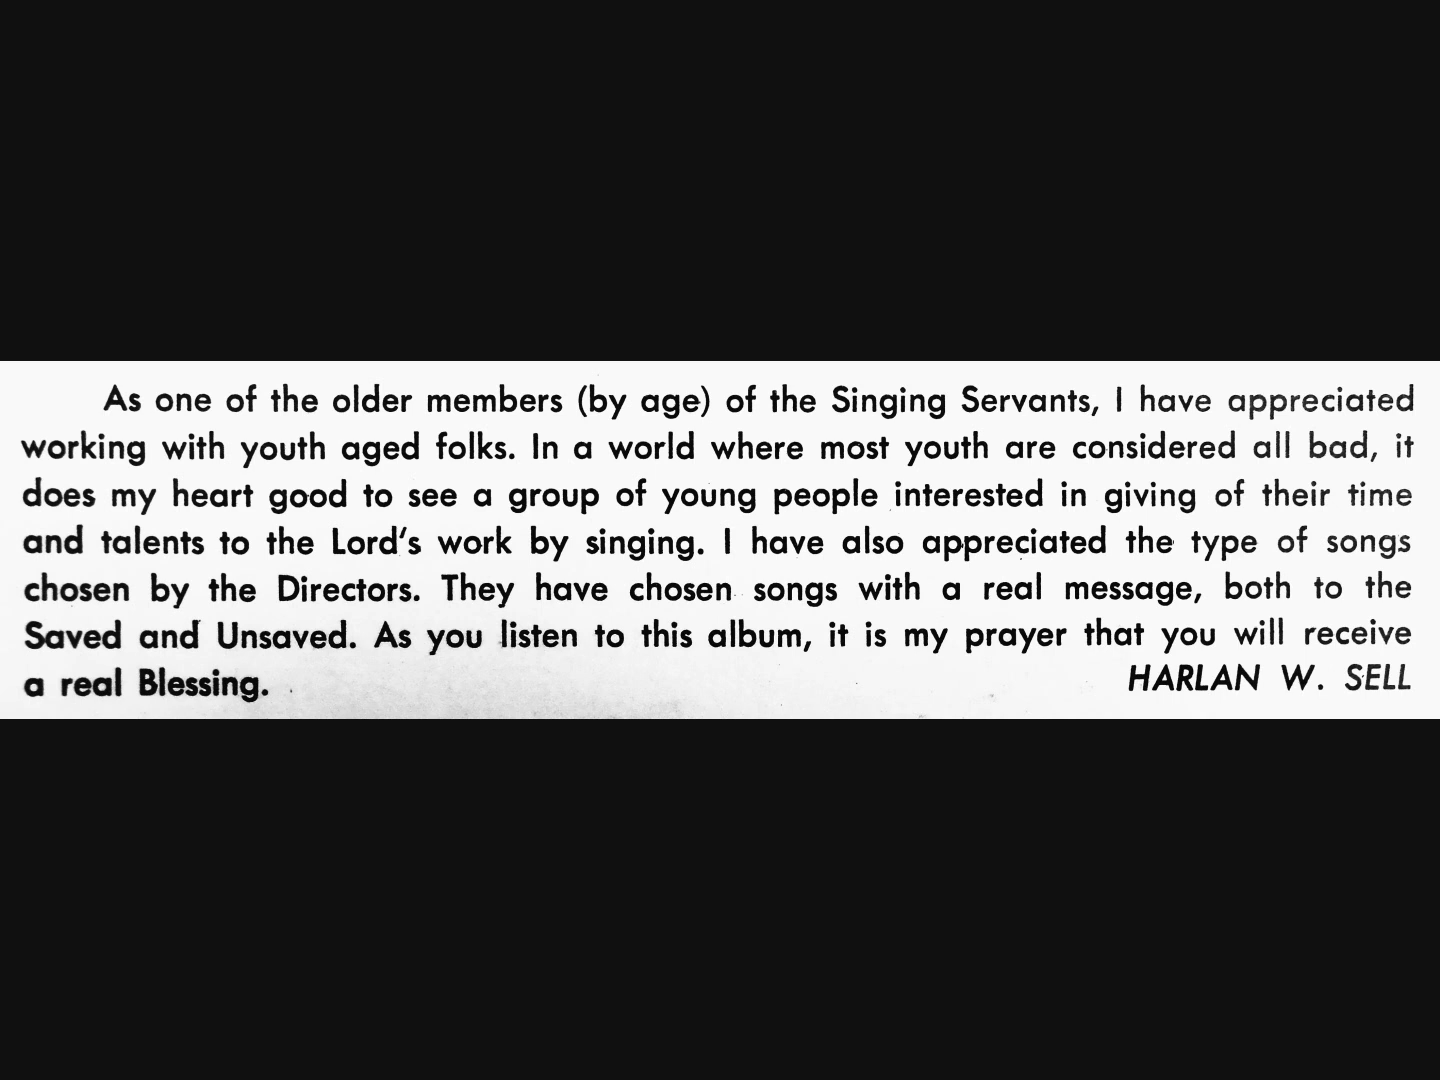 As one of the older members (by age) of the Singing Servants, I have appreciated
working with youth aged folks. In a world where most youth are considered all bad, it
does my heart good to see a group of young people interested in giving of their time
and talents to the Lord's work by singing. I have also appreciated the type of songs
chosen by the Directors. They have chosen songs with a real message, both to the
Saved and Unsaved. As you listen to this album, it is my prayer that you will receive
a real Blessing. HARLAN W. SELL